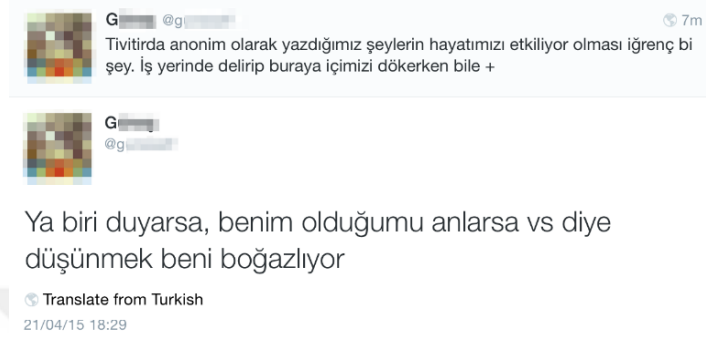 G
@g
7m
Tivitirda anonim olarak yazdığımız şeylerin hayatımızı etkiliyor olması iğrenç bi
şey. İş yerinde delirip buraya içimizi dökerken bile +
G
@g
Ya biri duyarsa, benim olduğumu anlarsa vs diye
düşünmek beni boğazlıyor
Translate from Turkish
21/04/15 18:29